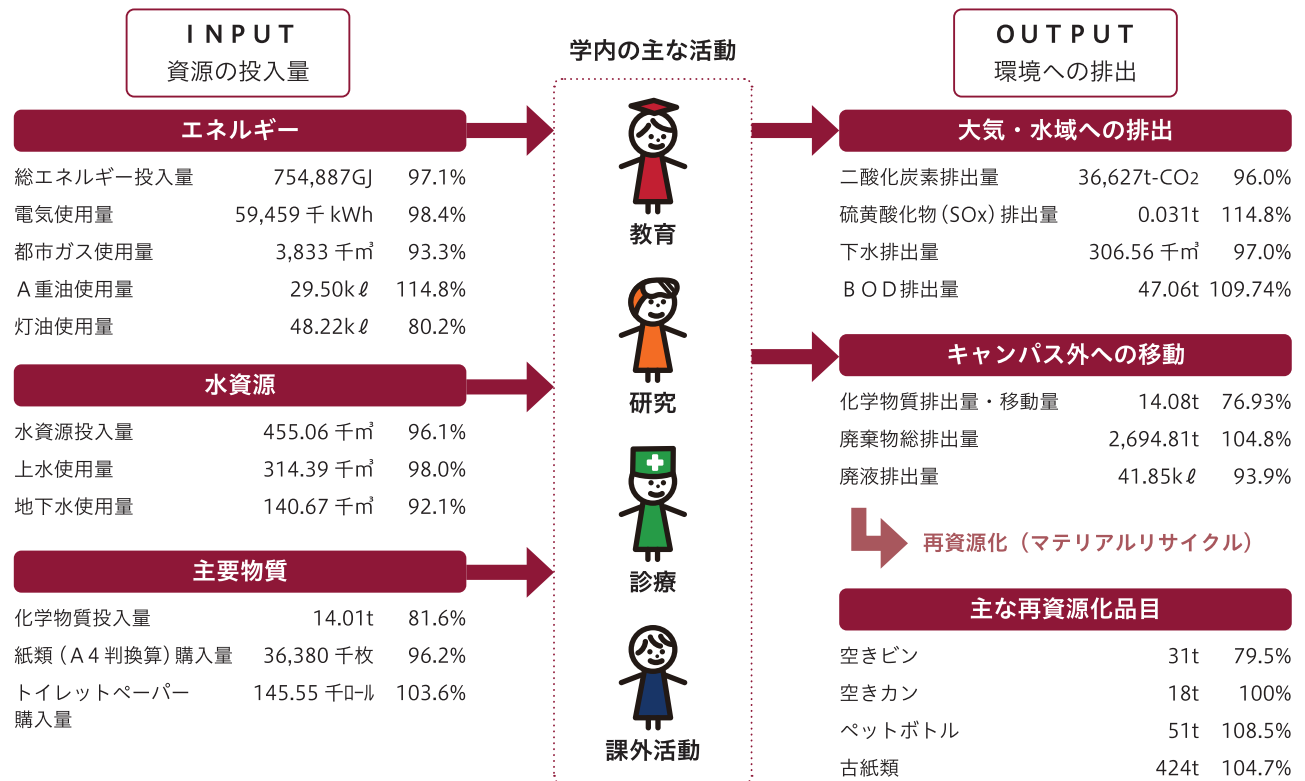 INPUT
資源の投入量
エネルギー
総エネルギー投入量 754,887GJ 97.1%
電気使用量 59,459 千 kWh 98.4%
都市ガス使用量 3,833 千㎥ 93.3%
A重油使用量 29.50kℓ 114.8%
灯油使用量 48.22kℓ 80.2%
水資源
水資源投入量 455.06 千㎥ 96.1%
上水使用量 314.39 千㎥ 98.0%
地下水使用量 140.67 千㎥ 92.1%
主要物質
化学物質投入量 14.01t 81.6%
紙類(A4判換算)購入量 36,380 千枚 96.2%
トイレットペーパー 145.55 千ロール 103.6%
購入量
学内の主な活動
教育
研究
診療
課外活動
OUTPUT
環境への排出
大気・水域への排出
二酸化炭素排出量 36,627t-CO2 96.0%
硫黄酸化物(SOx)排出量 0.031t 114.8%
下水排出量 306.56 千㎥ 97.0%
BOD排出量 47.06t 109.74%
キャンパス外への移動
化学物質排出量・移動量 14.08t 76.93%
廃棄物総排出量 2,694.81t 104.8%
廃液排出量 41.85kℓ 93.9%
再資源化(マテリアルリサイクル)
主な再資源化品目
空きビン 31t 79.5%
空きカン 18t 100%
ペットボトル 51t 108.5%
古紙類 424t 104.7%